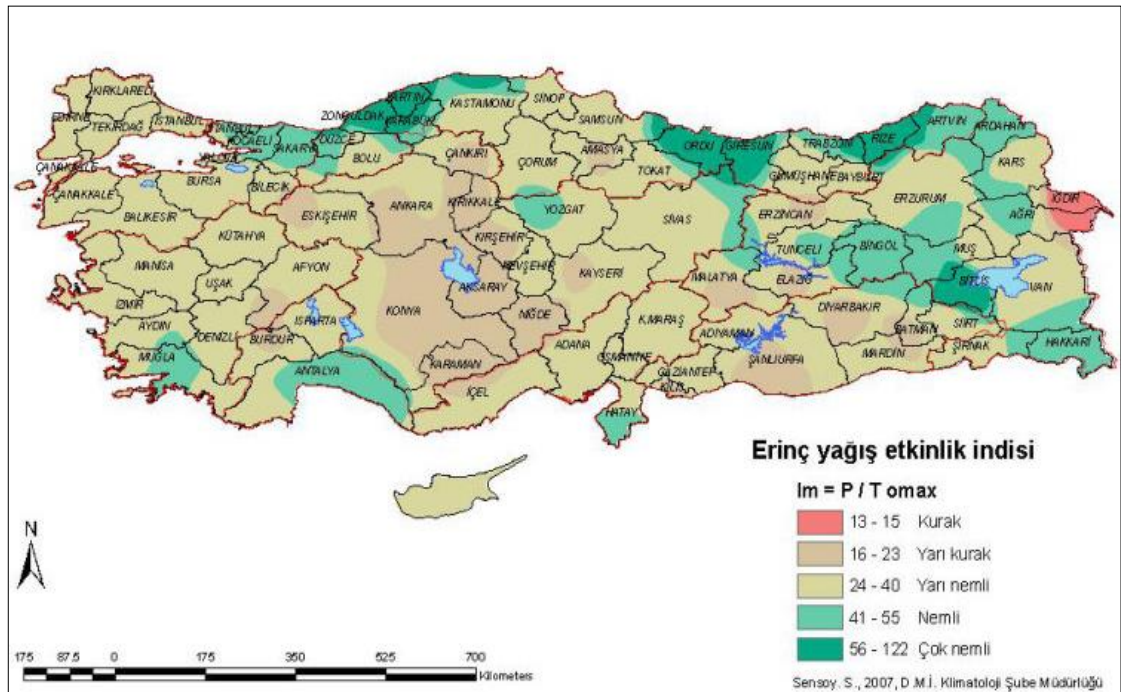 KIRKLARELİ
EDİRNE
TEKİRDAĞ
İSTANBUL
İSTANBUL
KOCAELİ
YALOVA
SAKARYA
DÜZCE
ZONGULDAK
BARTIN
KARABÜK
KASTAMONU
SİNOP
SAMSUN
ORDU
GİRESUN
TRABZON
RİZE
ARTVİN
ARDAHAN
ÇANAKKALE
ÇANAKKALE
BURSA
BİLECİK
BOLU
ÇANKIRI
ÇORUM
AMASYA
TOKAT
GÜMÜŞHANE
BAYBURT
KARS
IĞDIR
BALIKESİR
ESKİŞEHİR
ANKARA
KIRIKKALE
YOZGAT
SİVAS
ERZİNCAN
ERZURUM
AĞRI
KÜTAHYA
KIRŞEHİR
TUNCELİ
BİNGÖL
MUŞ
MANİSA
UŞAK
AFYON
NEVŞEHİR
KAYSERİ
MALATYA
ELAZIĞ
BİTLİS
VAN
İZMİR
AYDIN
DENİZLİ
ISPARTA
BURDUR
KONYA
AKSARAY
NİĞDE
K.MARAŞ
ADIYAMAN
DİYARBAKIR
BATMAN
SİİRT
HAKKARİ
MUĞLA
ANTALYA
KARAMAN
İÇEL
ADANA
OSMANİYE
GAZİANTEP
KİLİS
ŞANLIURFA
MARDİN
ŞIRNAK
HATAY
Erinç yağış etkinlik indisi
Im = P / T omax
13 - 15 Kurak
16 - 23 Yarı kurak
24 - 40 Yarı nemli
41 - 55 Nemli
56 - 122 Çok nemli
N
175 87.5 0 175 350 525 700
Kilometers
Sensoy. S., 2007, D.M.İ. Klimatoloji Şube Müdürlüğü